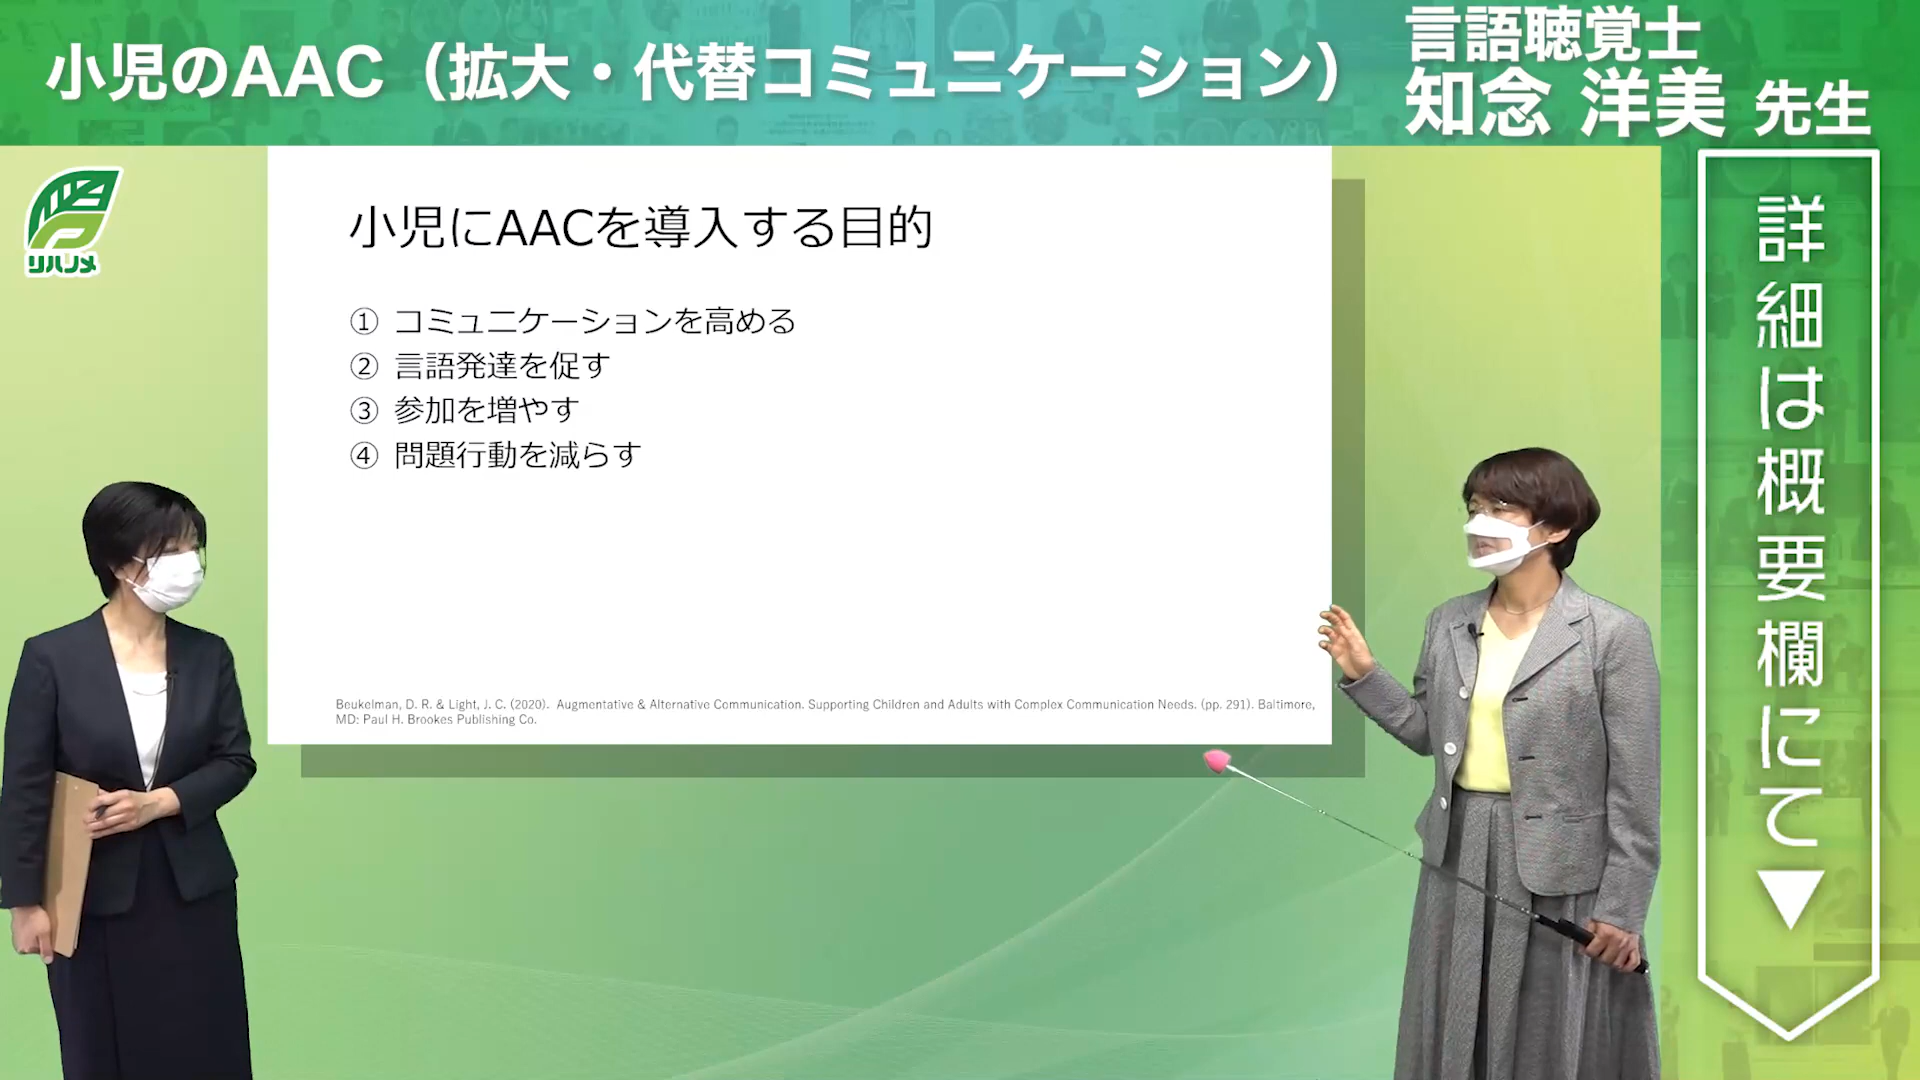 小児のAAC（拡大・代替コミュニケーション）
言語聴覚士
知念 洋美 先生
リハノメ
小児にAACを導入する目的
① コミュニケーションを高める
② 言語発達を促す
③ 参加を増やす
④ 問題行動を減らす
Beukelman, D. R. & Light, J. C. (2020). Augmentative & Alternative Communication. Supporting Children and Adults with Complex Communication Needs. (pp. 291). Baltimore,
MD: Paul H. Brookes Publishing Co.
詳細は概要欄にて▼